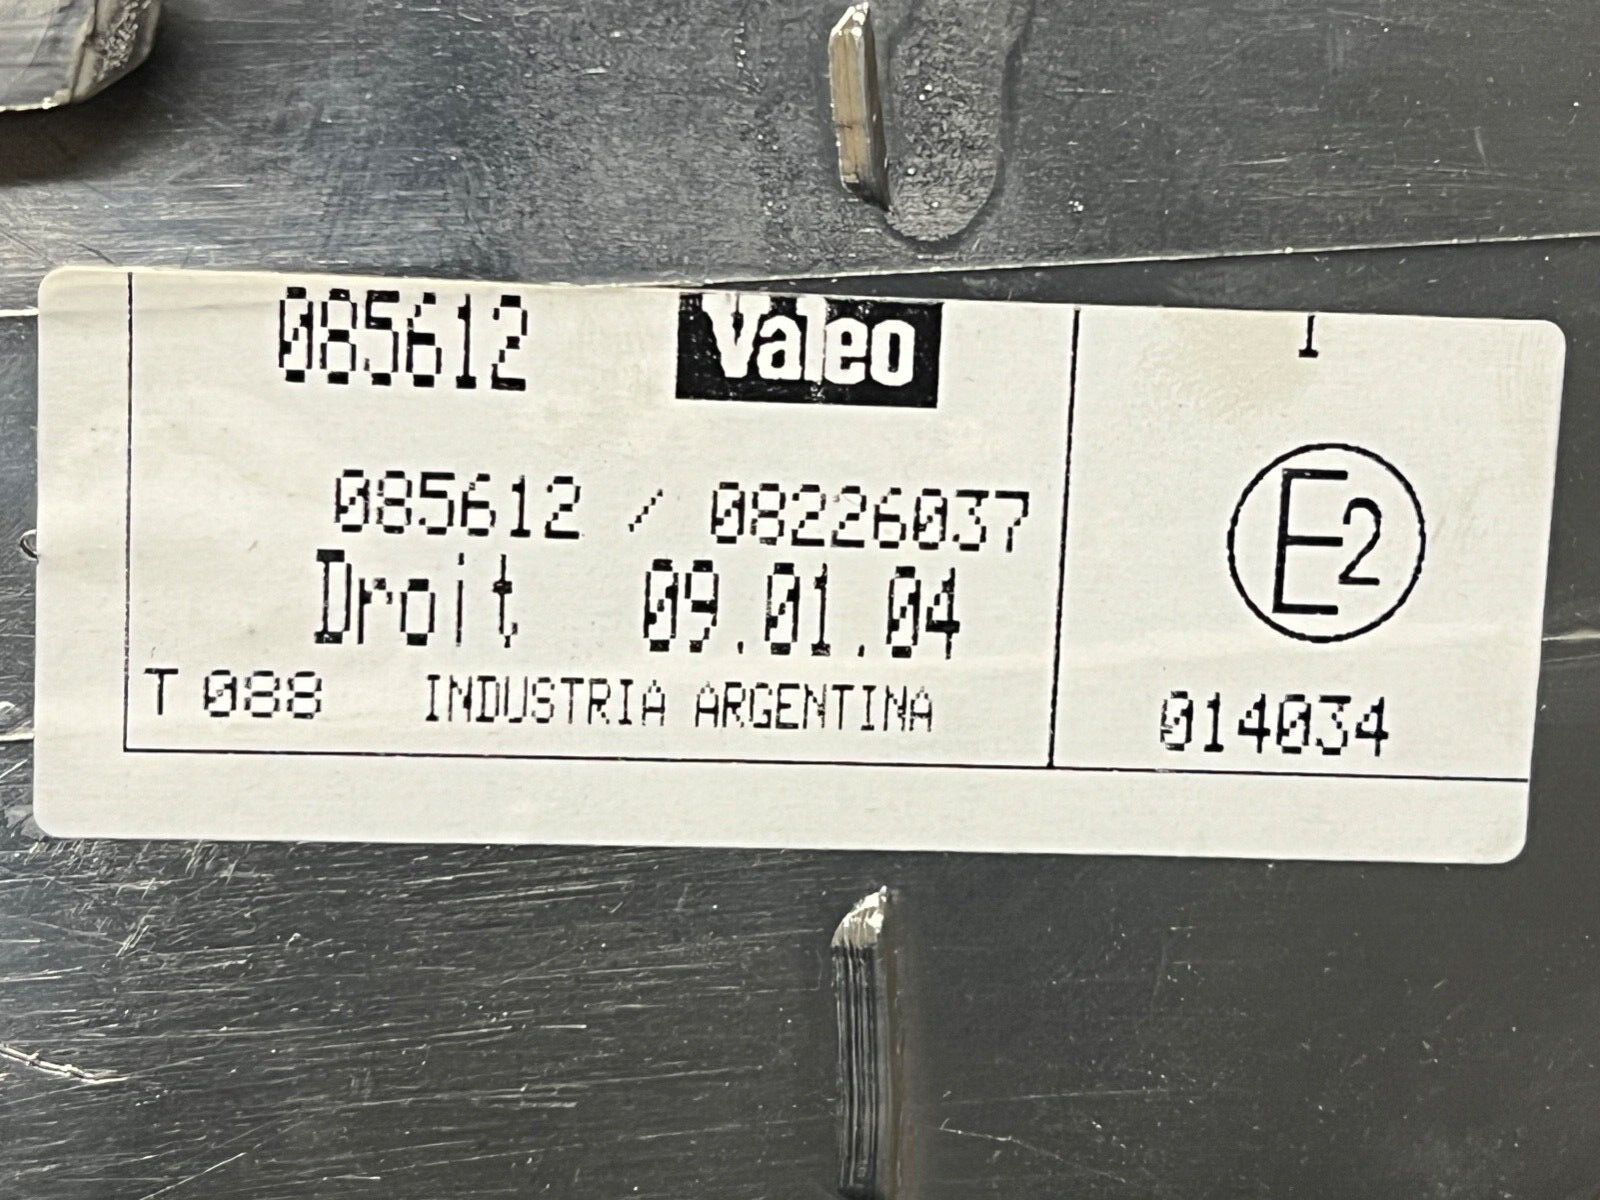 085612 Valeo
I
085612 / 08226037
E2
Droit 09.01.04
T 088 INDUSTRIA ARGENTINA
014034